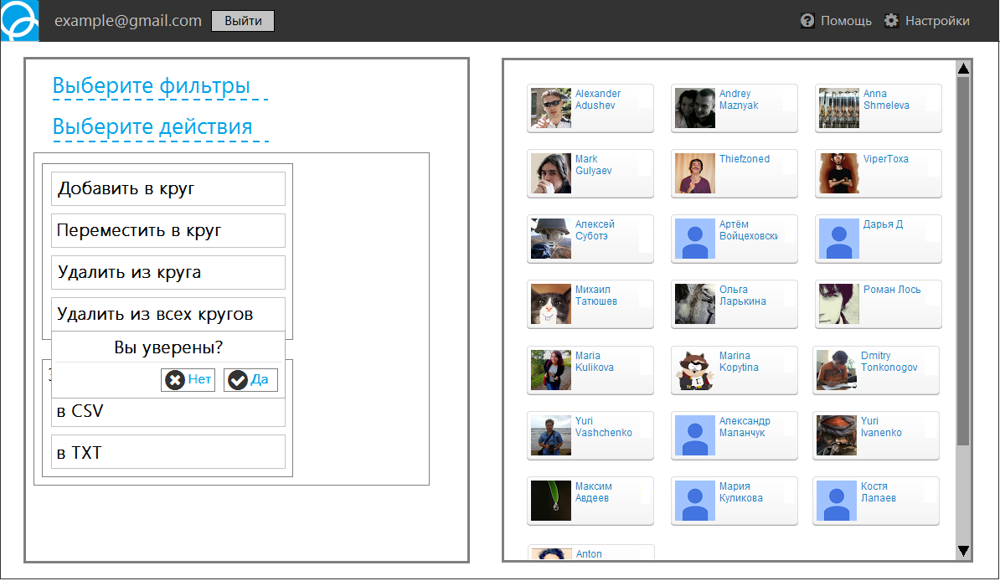 example@gmail.com
Выйти
Помощь
Настройки
Выберите фильтры
Выберите действия
Добавить в круг
Переместить в круг
Удалить из круга
Удалить из всех кругов
Вы уверены?
Нет
Да
в CSV
в TXT
Alexander
Adushev
Andrey
Maznyak
Anna
Shmeleva
Mark
Gulyaev
Thiefzoned
ViperToxa
Алексей
Суботэ
Артём
Войцеховски
Дарья Д
Михаил
Татюшев
Ольга
Ларькина
Роман Лось
Maria
Kulikova
Marina
Kopytina
Dmitry
Tonkonogov
Yuri
Vashchenko
Александр
Маланчук
Yuri
Ivanenko
Максим
Авдеев
Мария
Куликова
Костя
Лапаев
Anton